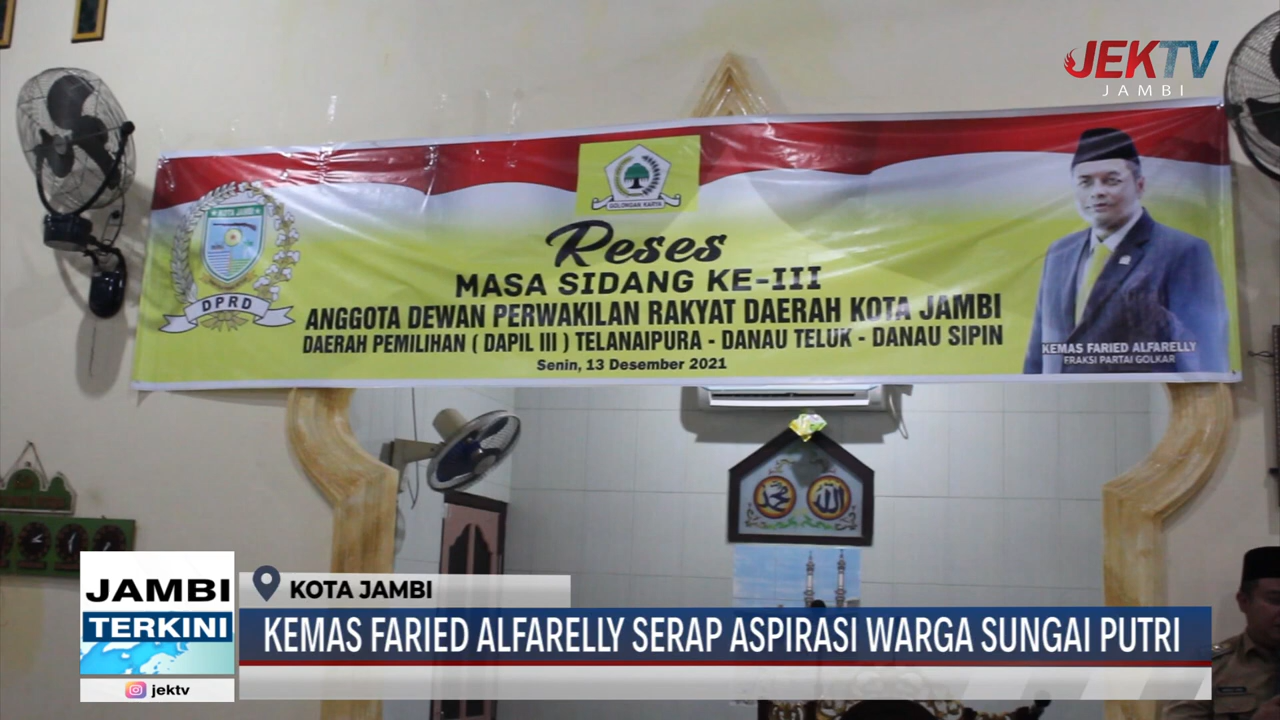 JEKTV
JAMBI
GOLONGAN KARYA
KOTA JAMBI
DPRD
Reses
MASA SIDANG KE-III
ANGGOTA DEWAN PERWAKILAN RAKYAT DAERAH KOTA JAMBI
DAERAH PEMILIHAN ( DAPIL III ) TELANAIPURA - DANAU TELUK - DANAU SIPIN
Senin, 13 Desember 2021
KEMAS FARIED ALFARELLY
FRAKSI PARTAI GOLKAR
محمد
الله
JAMBI
TERKINI
jektv
KOTA JAMBI
KEMAS FARIED ALFARELLY SERAP ASPIRASI WARGA SUNGAI PUTRI